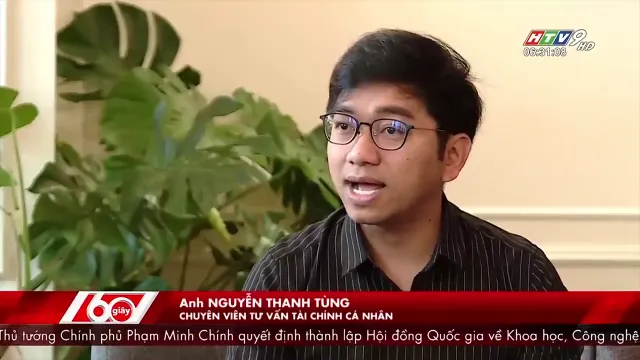 HTV9 HD
06:31:08
60 giây
Anh NGUYỄN THANH TÙNG
CHUYÊN VIÊN TƯ VẤN TÀI CHÍNH CÁ NHÂN
Thủ tướng Chính phủ Phạm Minh Chính quyết định thành lập Hội đồng Quốc gia về Khoa học, Công nghệ